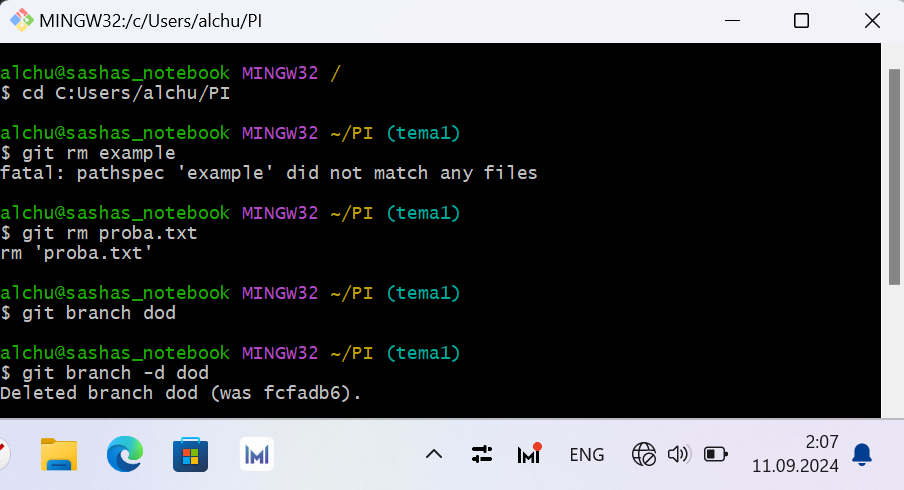 MINGW32:/c/Users/alchu/PI
alchu@sashas_notebook MINGW32 /
$ cd C:Users/alchu/PI
alchu@sashas_notebook MINGW32 ~/PI (tema1)
$ git rm example
fatal: pathspec 'example' did not match any files
alchu@sashas_notebook MINGW32 ~/PI (tema1)
$ git rm proba.txt
rm 'proba.txt'
alchu@sashas_notebook MINGW32 ~/PI (tema1)
$ git branch dod
alchu@sashas_notebook MINGW32 ~/PI (tema1)
$ git branch -d dod
Deleted branch dod (was fcfadb6).
ENG
2:07
11.09.2024